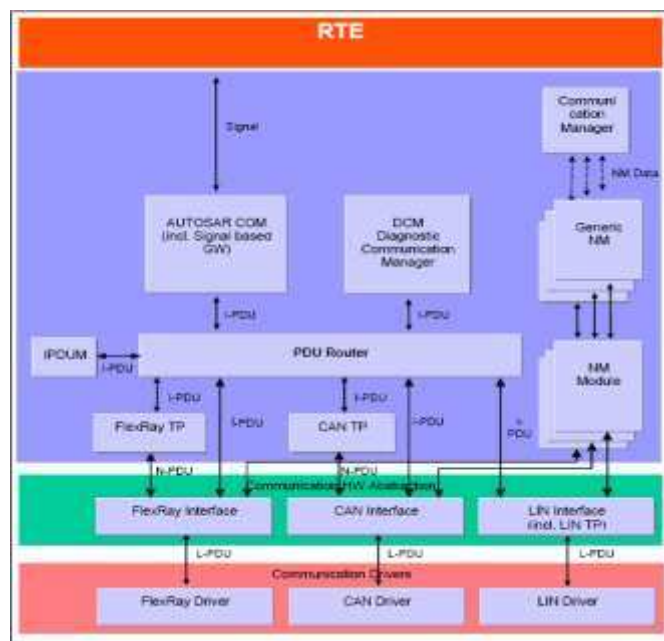 RTE
Signal
Communi
cation
Manager
NM Data
AUTOSAR COM
(incl. Signal based
GW)
DCM
Diagnostic
Communication
Manager
Generic
NM
I-PDU
I-PDU
IPDUM
I-PDU
PDU Router
NM
Module
I-PDU
I-PDU
I-PDU
I-PDU
I-
PDU
FlexRay TP
CAN TP
N-PDU
N-PDU
Communication HW Abstraction
FlexRay Interface
CAN Interface
LIN Interface
(incl. LIN TP)
L-PDU
L-PDU
L-PDU
Communication Drivers
FlexRay Driver
CAN Driver
LIN Driver